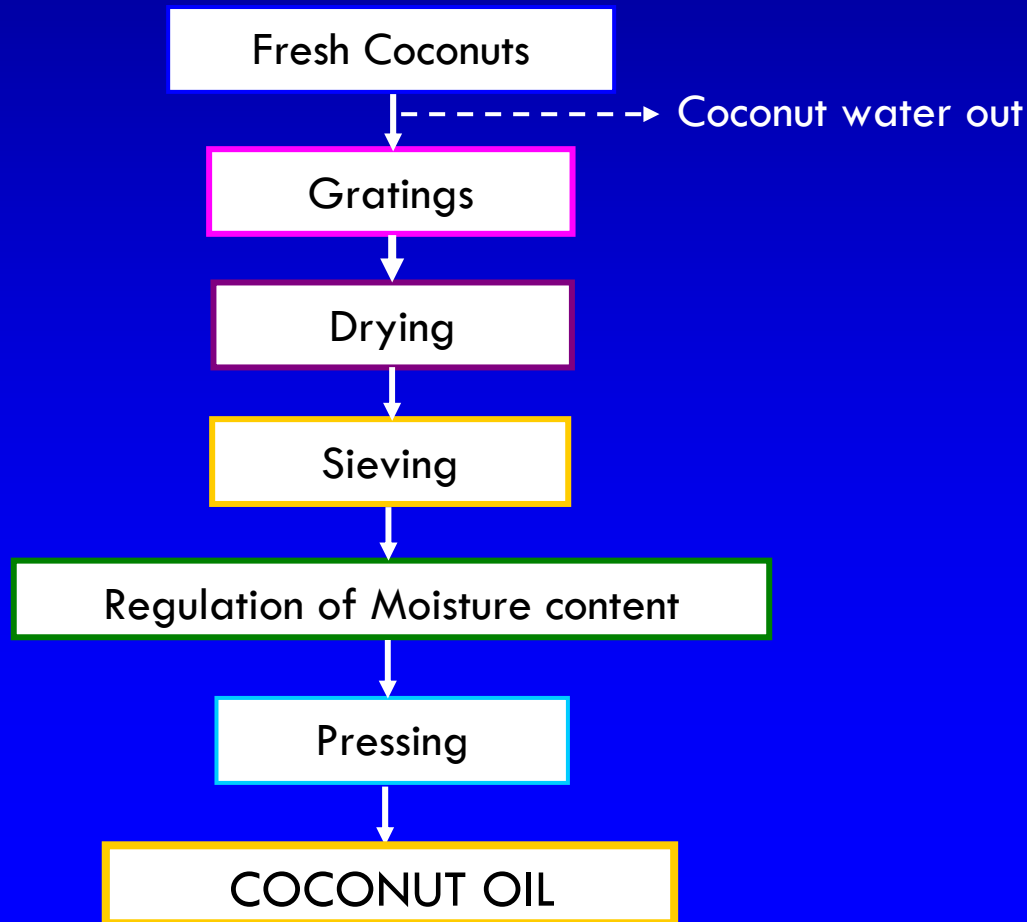 Fresh Coconuts
Coconut water out
Gratings
Drying
Sieving
Regulation of Moisture content
Pressing
COCONUT OIL